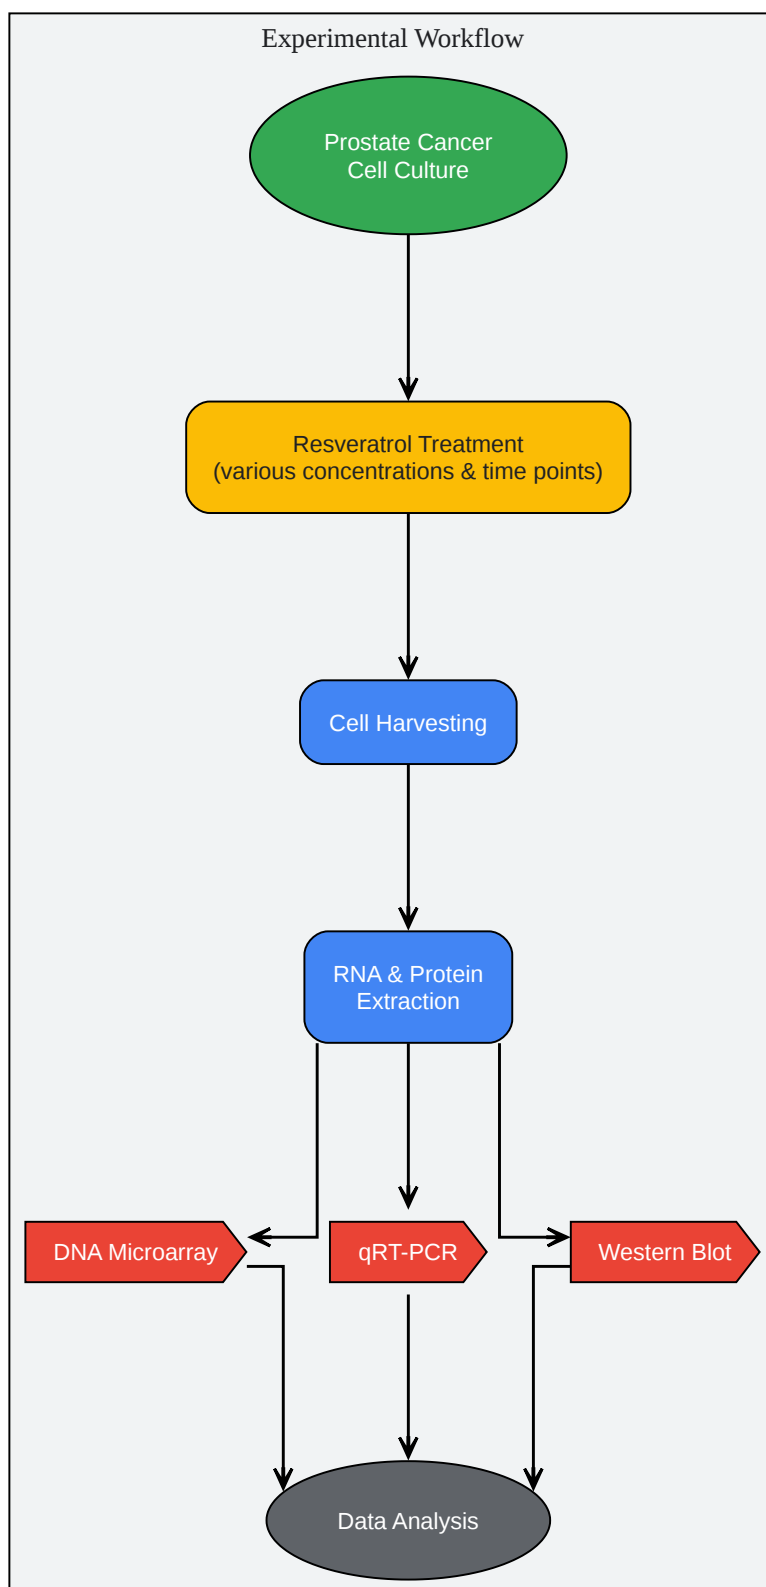 Experimental Workflow
Prostate Cancer
Cell Culture
Resveratrol Treatment
(various concentrations & time points)
Cell Harvesting
RNA & Protein
Extraction
DNA Microarray
qRT-PCR
Western Blot
Data Analysis